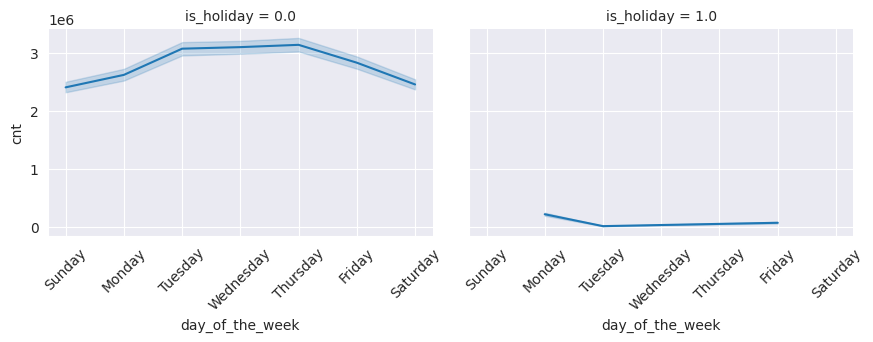 is_holiday = 0.0
is_holiday = 1.0
1e6
3
2
1
0
cnt
Sunday
Monday
Tuesday
Wednesday
Thursday
Friday
Saturday
day_of_the_week
Sunday
Monday
Tuesday
Wednesday
Thursday
Friday
Saturday
day_of_the_week